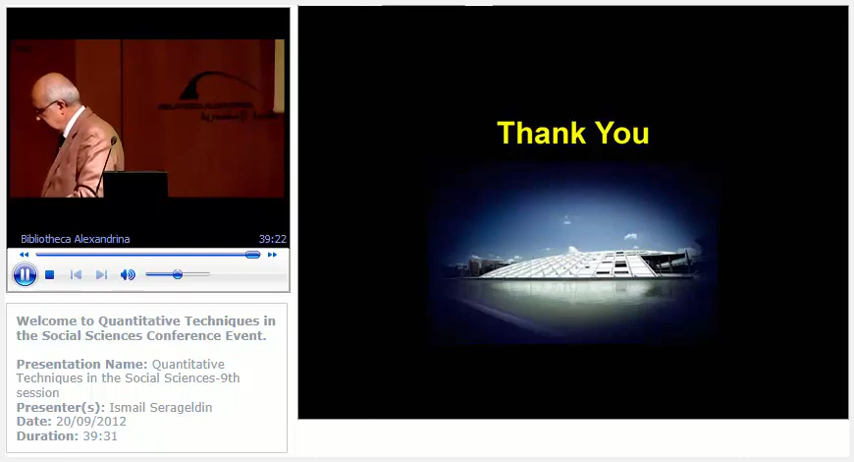 Bibliotheca Alexandrina
39:22
Welcome to Quantitative Techniques in
the Social Sciences Conference Event.
Presentation Name: Quantitative
Techniques in the Social Sciences-9th
session
Presenter(s): Ismail Serageldin
Date: 20/09/2012
Duration: 39:31
Thank You